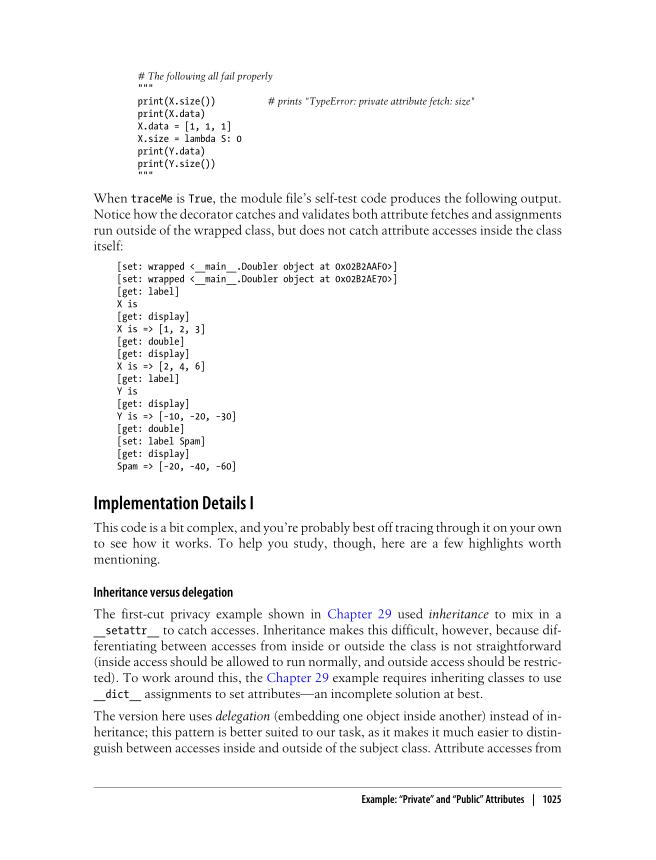 # The following all fail properly
"""
print(X.size()) # prints "TypeError: private attribute fetch: size"
print(X.data)
X.data = [1, 1, 1]
X.size = lambda S: 0
print(Y.data)
print(Y.size())
"""
When traceMe is True, the module file's self-test code produces the following output.
Notice how the decorator catches and validates both attribute fetches and assignments
run outside of the wrapped class, but does not catch attribute accesses inside the class
itself:
[set: wrapped <__main__.Doubler object at 0x02B2AAF0>]
[set: wrapped <__main__.Doubler object at 0x02B2AE70>]
[get: label]
X is
[get: display]
X is => [1, 2, 3]
[get: double]
[get: display]
X is => [2, 4, 6]
[get: label]
Y is
[get: display]
Y is => [-10, -20, -30]
[get: double]
[set: label Spam]
[get: display]
Spam => [-20, -40, -60]
Implementation Details I
This code is a bit complex, and you're probably best off tracing through it on your own
to see how it works. To help you study, though, here are a few highlights worth
mentioning.
Inheritance versus delegation
The first-cut privacy example shown in Chapter 29 used inheritance to mix in a
__setattr__ to catch accesses. Inheritance makes this difficult, however, because dif-
ferentiating between accesses from inside or outside the class is not straightforward
(inside access should be allowed to run normally, and outside access should be restric-
ted). To work around this, the Chapter 29 example requires inheriting classes to use
__dict__ assignments to set attributes—an incomplete solution at best.
The version here uses delegation (embedding one object inside another) instead of in-
heritance; this pattern is better suited to our task, as it makes it much easier to distin-
guish between accesses inside and outside of the subject class. Attribute accesses from
Example: “Private” and “Public” Attributes | 1025